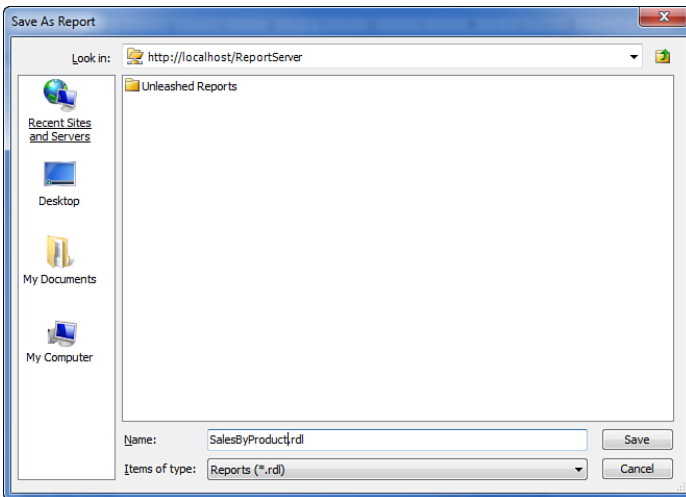 Save As Report
Look in:
http://localhost/ReportServer
Recent Sites
and Servers
Desktop
My Documents
My Computer
Unleashed Reports
Name:
SalesByProduct.rdl
Save
Items of type:
Reports (*.rdl)
Cancel